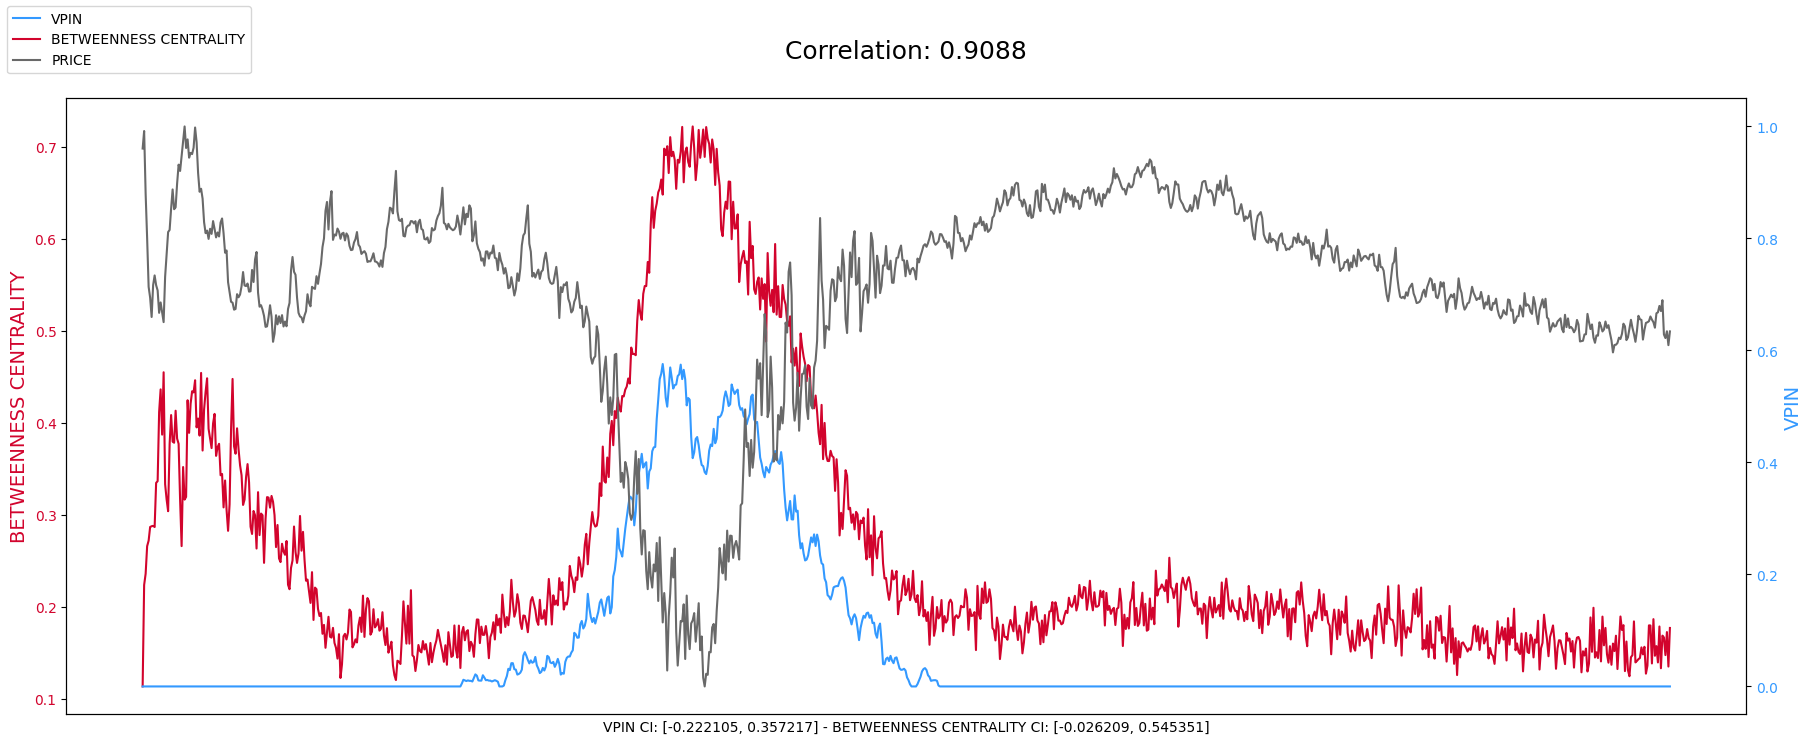 VPIN
BETWEENNESS CENTRALITY
PRICE
Correlation: 0.9088
BETWEENNESS CENTRALITY
0.7
0.6
0.5
0.4
0.3
0.2
0.1
1.0
0.8
0.6
0.4
0.2
0.0
VPIN
VPIN CI: [-0.222105, 0.357217] - BETWEENNESS CENTRALITY CI: [-0.026209, 0.545351]